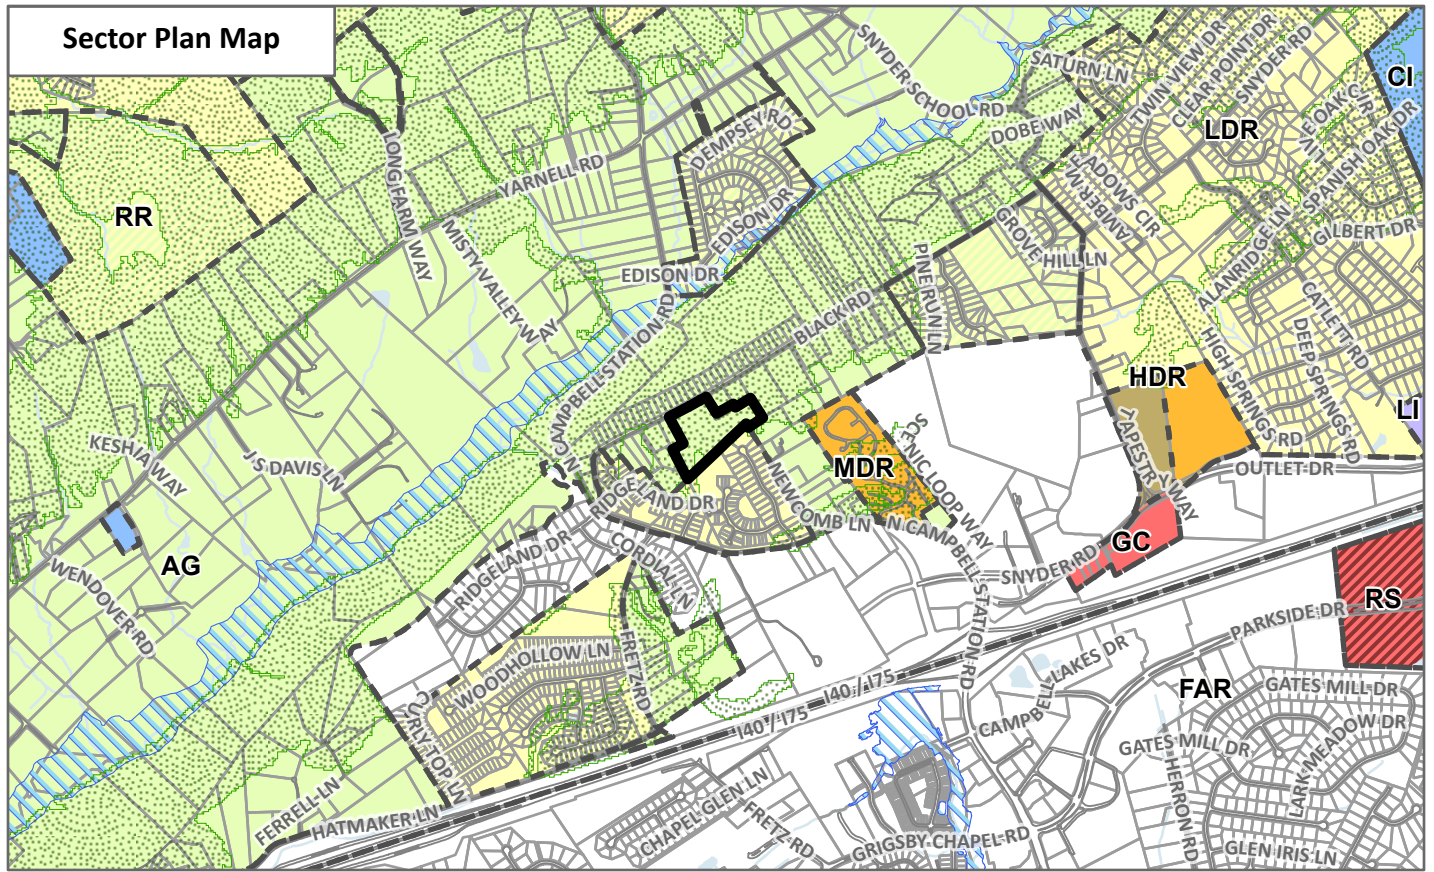 Sector Plan Map
SNYDER SCHOOL RD
SATURN LN
TWIN VIEW DR
CLEAR POINT DR
SNYDER RD
CI
DEMPSEY RD
DOBE WAY
LDR
SPANISH OAK DR
LONG FARM WAY
YARNELL RD
AMBER MEADOWS CIR
RR
MISTY VALLEY WAY
EDISON DR
GROVE HILL LN
ALANRIDGE LN
GILBERT DR
EDISON DR
PINE RUN LN
N CAMPBELL STATION RD
BLACK RD
CATLETT RD
DEEP SPRINGS RD
HIGH SPRINGS RD
HDR
LI
TAPESTRY WAY
KESHIA WAY
J S DAVIS LN
MDR
SCENIC LOOP WAY
OUTLET DR
RIDGELAND DR
NEWCOMB LN
N CAMPBELL STATION RD
GC
RIDGELAND DR
CORDIAL LN
SNYDER RD
AG
WENDOVER RD
RS
PARKSIDE DR
WOODHOLLOW LN
FRETZ RD
CURLY TOP LN
I40 / I75
I40 / I75
CAMPBELL LAKES DR
FAR
GATES MILL DR
GATES MILL DR
LARK MEADOW DR
HERRON RD
FERRELL LN
HATMAKER LN
CHAPEL GLEN LN
FRETZ RD
GRIGSBY CHAPEL RD
GLEN IRIS LN